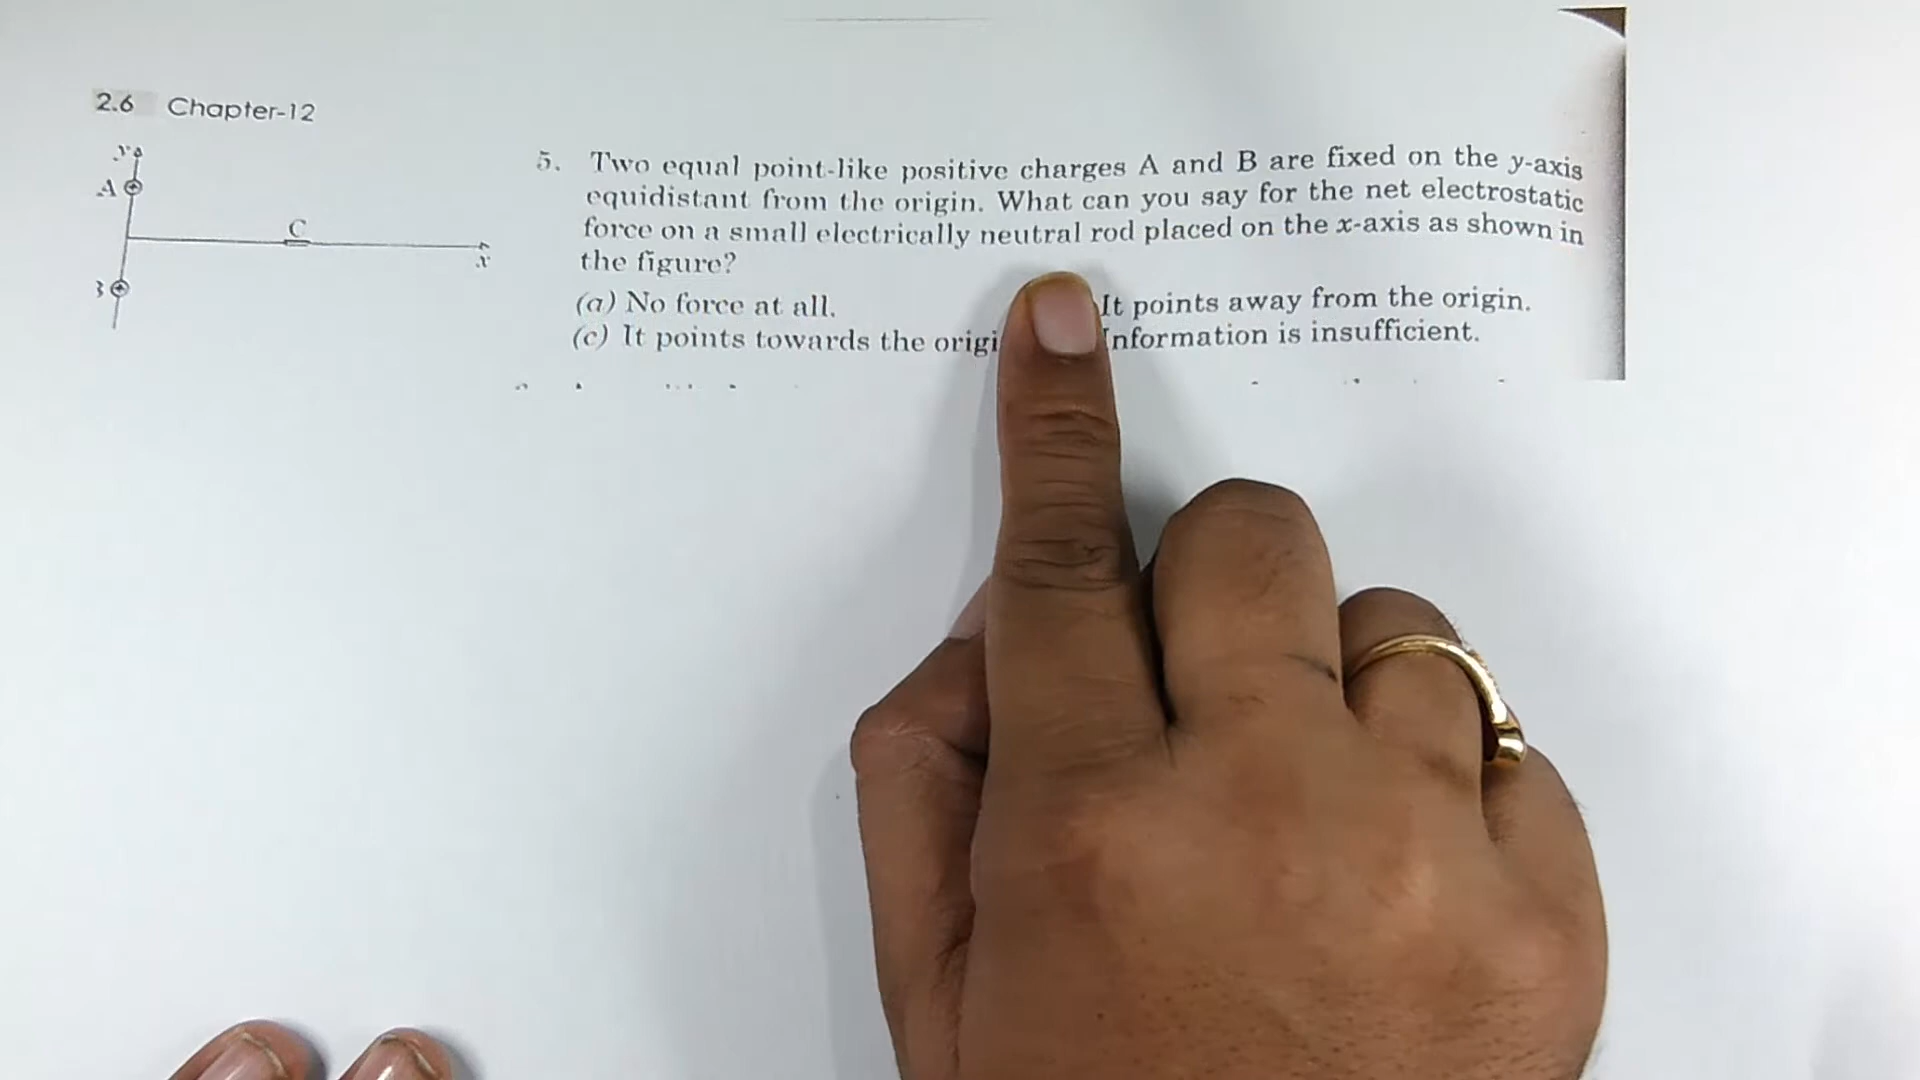 2.6 Chapter-12
y
A
C
x
B
5. Two equal point-like positive charges A and B are fixed on the y-axis
equidistant from the origin. What can you say for the net electrostatic
force on a small electrically neutral rod placed on the x-axis as shown in
the figure?
(a) No force at all. It points away from the origin.
(c) It points towards the origi nformation is insufficient.